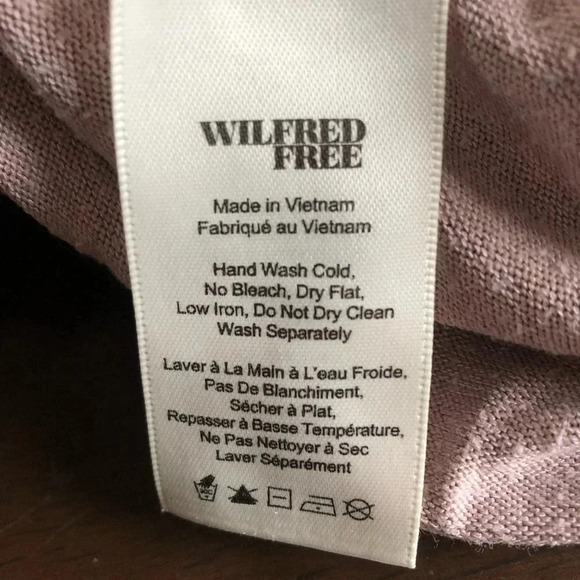 WILFRED
FREE
Made in Vietnam
Fabriqué au Vietnam
Hand Wash Cold,
No Bleach, Dry Flat,
Low Iron, Do Not Dry Clean
Wash Separately
Laver à La Main à L'eau Froide,
Pas De Blanchiment,
Sécher à Plat,
Repasser à Basse Température,
Ne Pas Nettoyer à Sec
Laver Séparément